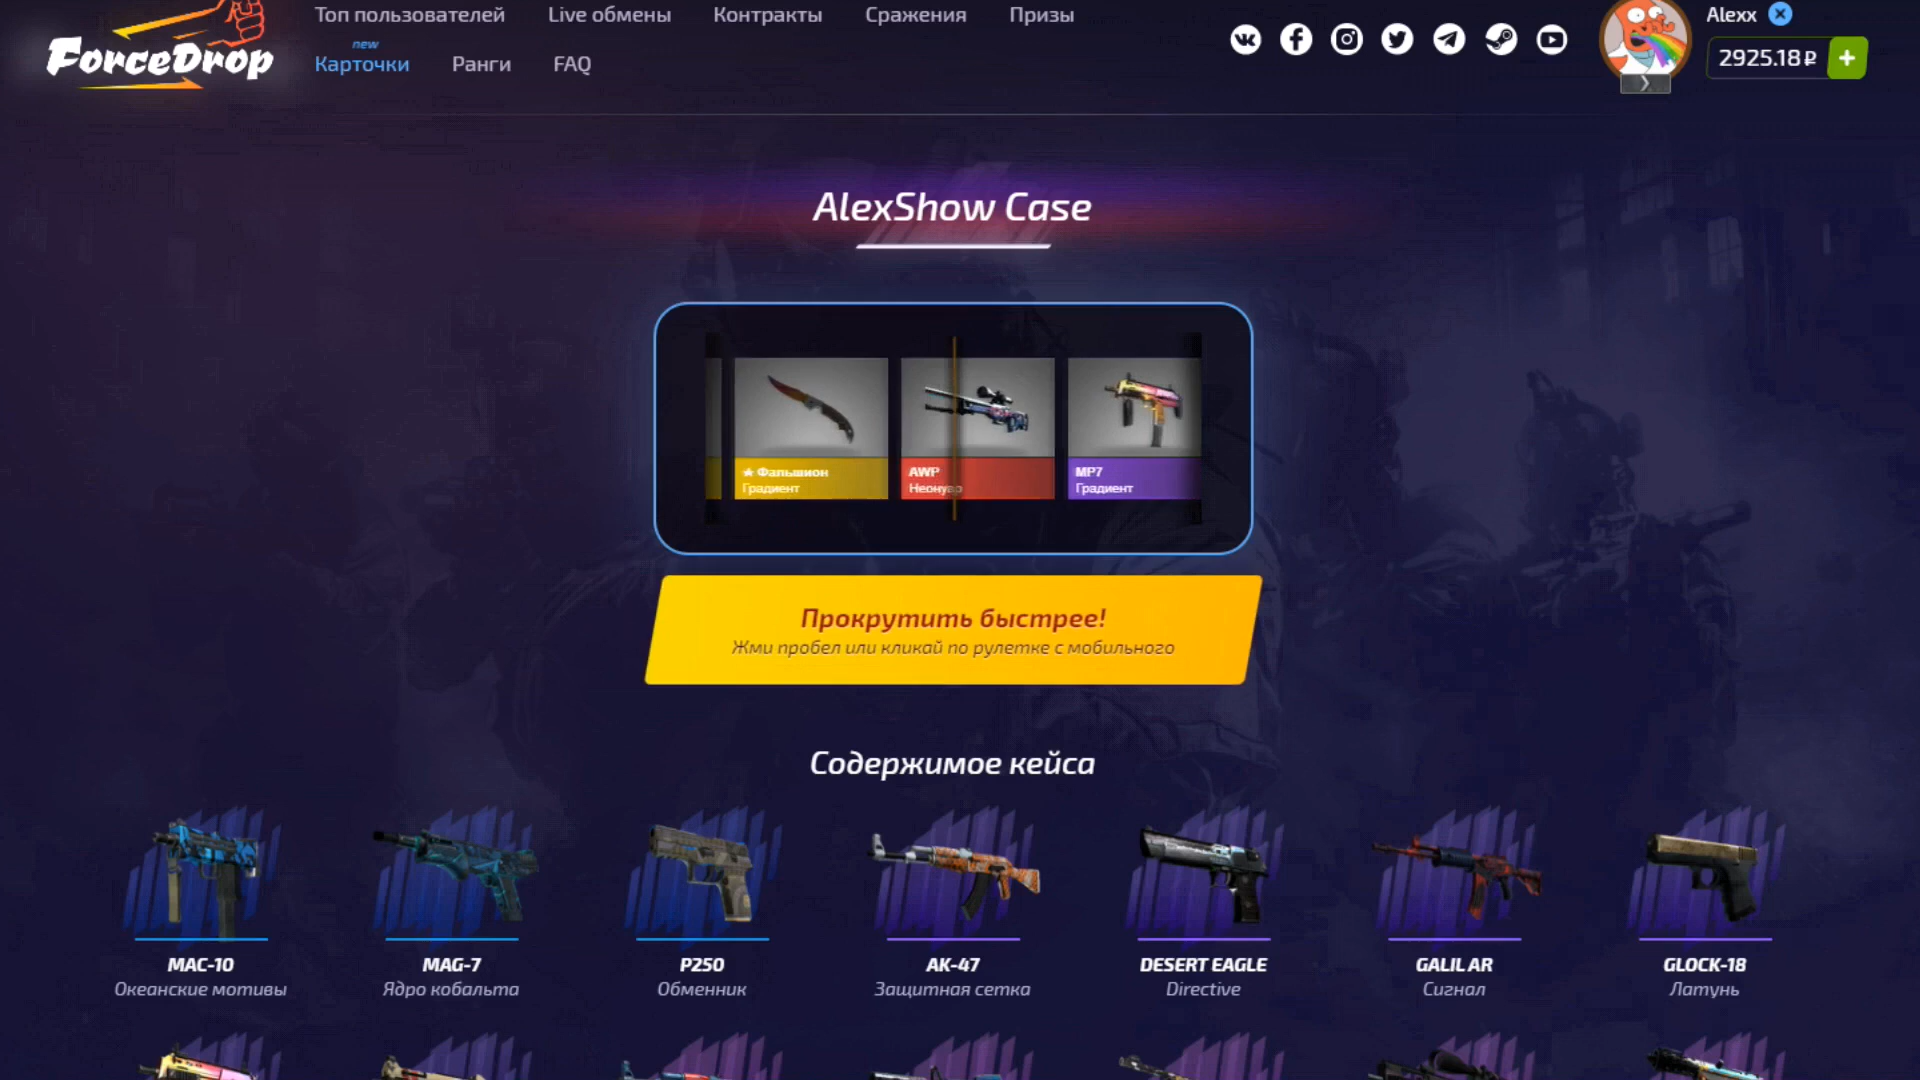 ForceDrop
Топ пользователей
Live обмены
Контракты
Сражения
Призы
new
Карточки
Ранги
FAQ
Alexx
2925.18₽
AlexShow Case
★ Фальшион
Градиент
AWP
Неонуар
MP7
Градиент
Прокрутить быстрее!
Жми пробел или кликай по рулетке с мобильного
Содержимое кейса
MAC-10
Океанские мотивы
MAG-7
Ядро кобальта
P250
Обменник
AK-47
Защитная сетка
DESERT EAGLE
Directive
GALIL AR
Сигнал
GLOCK-18
Латунь